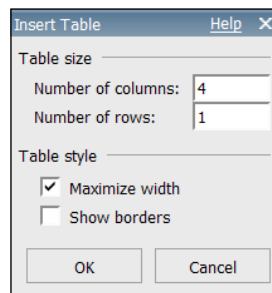 Insert Table Help X
Table size
Number of columns: 4
Number of rows: 1
Table style
Maximize width
Show borders
OK Cancel